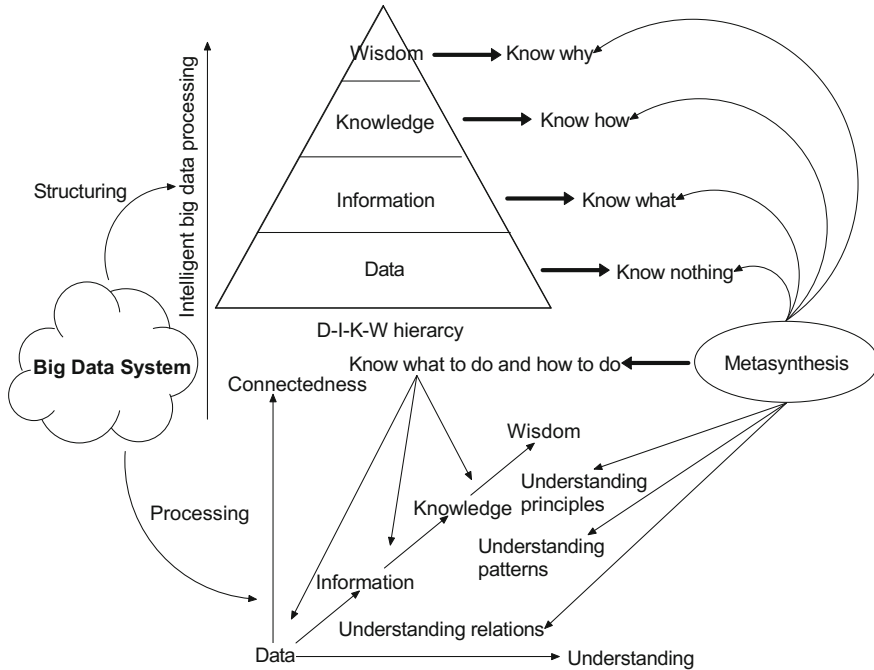 Wisdom
Know why
Knowledge
Know how
Information
Know what
Data
Know nothing
Structuring
Intelligent big data processing
D-I-K-W hierarcy
Big Data System
Know what to do and how to do
Metasynthesis
Connectedness
Wisdom
Understanding
principles
Knowledge
Processing
Understanding
patterns
Information
Understanding relations
Data
Understanding